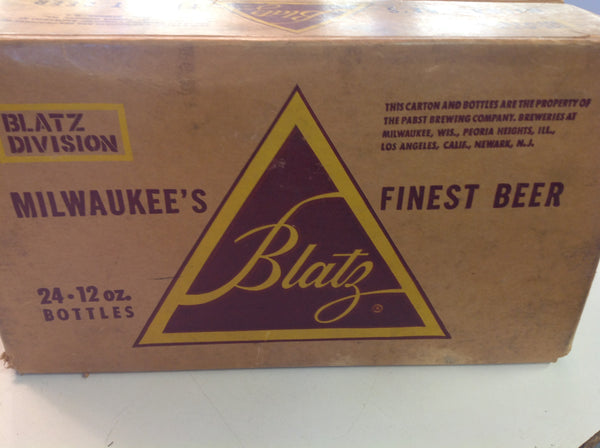 BLATZ
DIVISION
THIS CARTON AND BOTTLES ARE THE PROPERTY OF
THE PABST BREWING COMPANY. BREWERIES AT
MILWAUKEE, WIS., PEORIA HEIGHTS, ILL.,
LOS ANGELES, CALIF., NEWARK, N.J.
MILWAUKEE'S
FINEST BEER
Blatz
®
24 • 12 oz.
BOTTLES